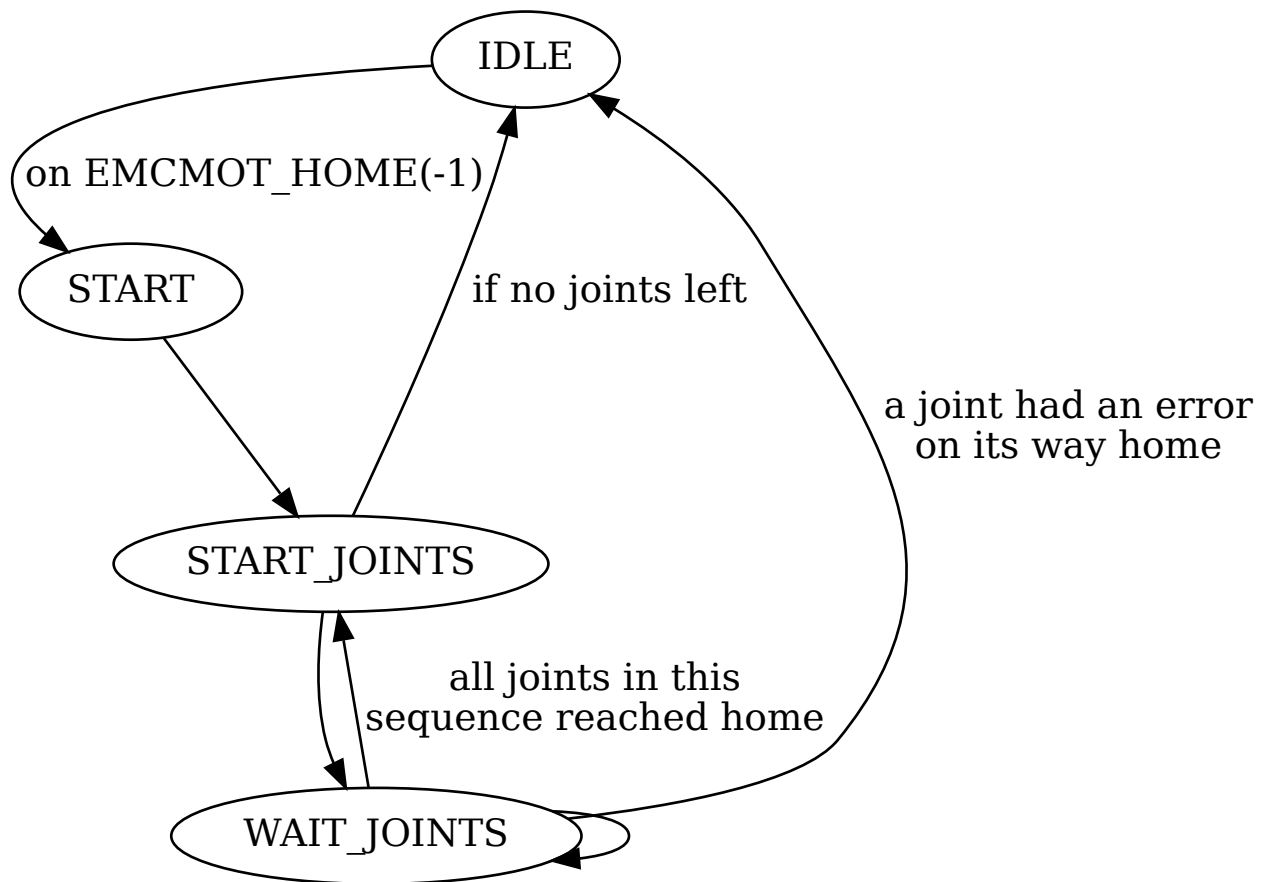 IDLE
on EMCMOT_HOME(-1)
START
if no joints left
a joint had an error
on its way home
START_JOINTS
all joints in this
sequence reached home
WAIT_JOINTS